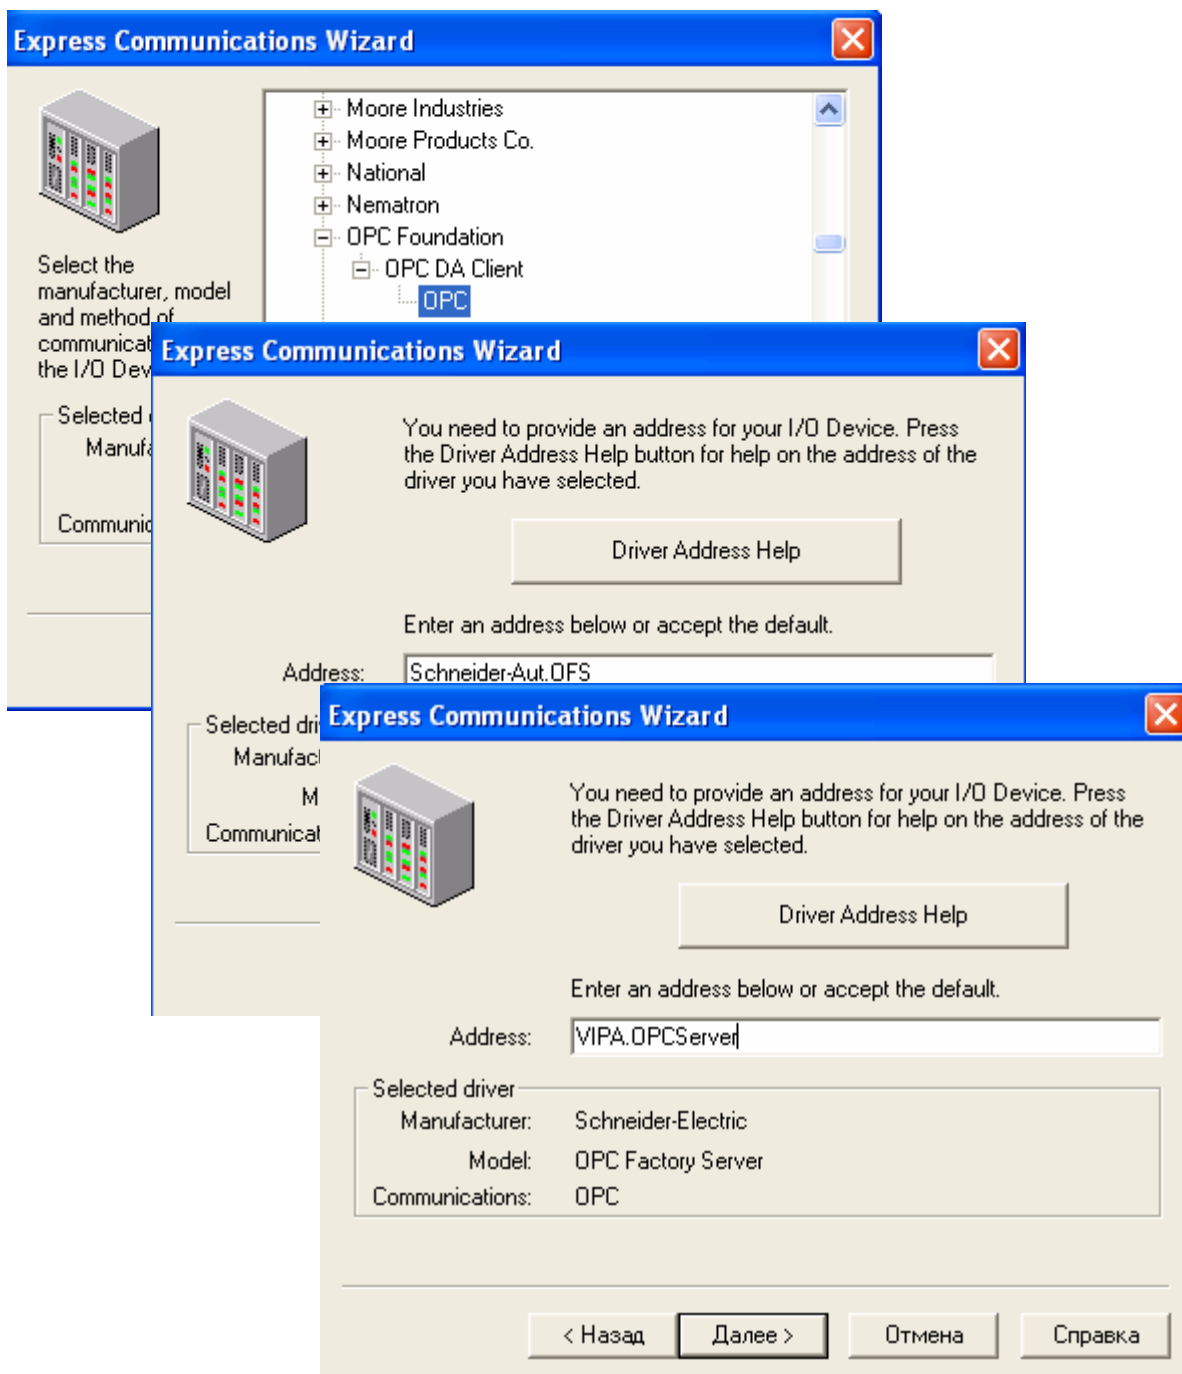 Express Communications Wizard
Moore Industries
Moore Products Co.
National
Nematron
OPC Foundation
OPC DA Client
OPC
Select the
manufacturer, model
and method of
communicat
the I/O Dev
Selected
Manufa
Communic
Express Communications Wizard
You need to provide an address for your I/O Device. Press
the Driver Address Help button for help on the address of the
driver you have selected.
Driver Address Help
Enter an address below or accept the default.
Address: Schneider-Aut.OFS
Selected dri
Manufact
M
Communicat
Express Communications Wizard
You need to provide an address for your I/O Device. Press
the Driver Address Help button for help on the address of the
driver you have selected.
Driver Address Help
Enter an address below or accept the default.
Address: VIPA.OPCServer
Selected driver
Manufacturer: Schneider-Electric
Model: OPC Factory Server
Communications: OPC
< Назад Далее > Отмена Справка